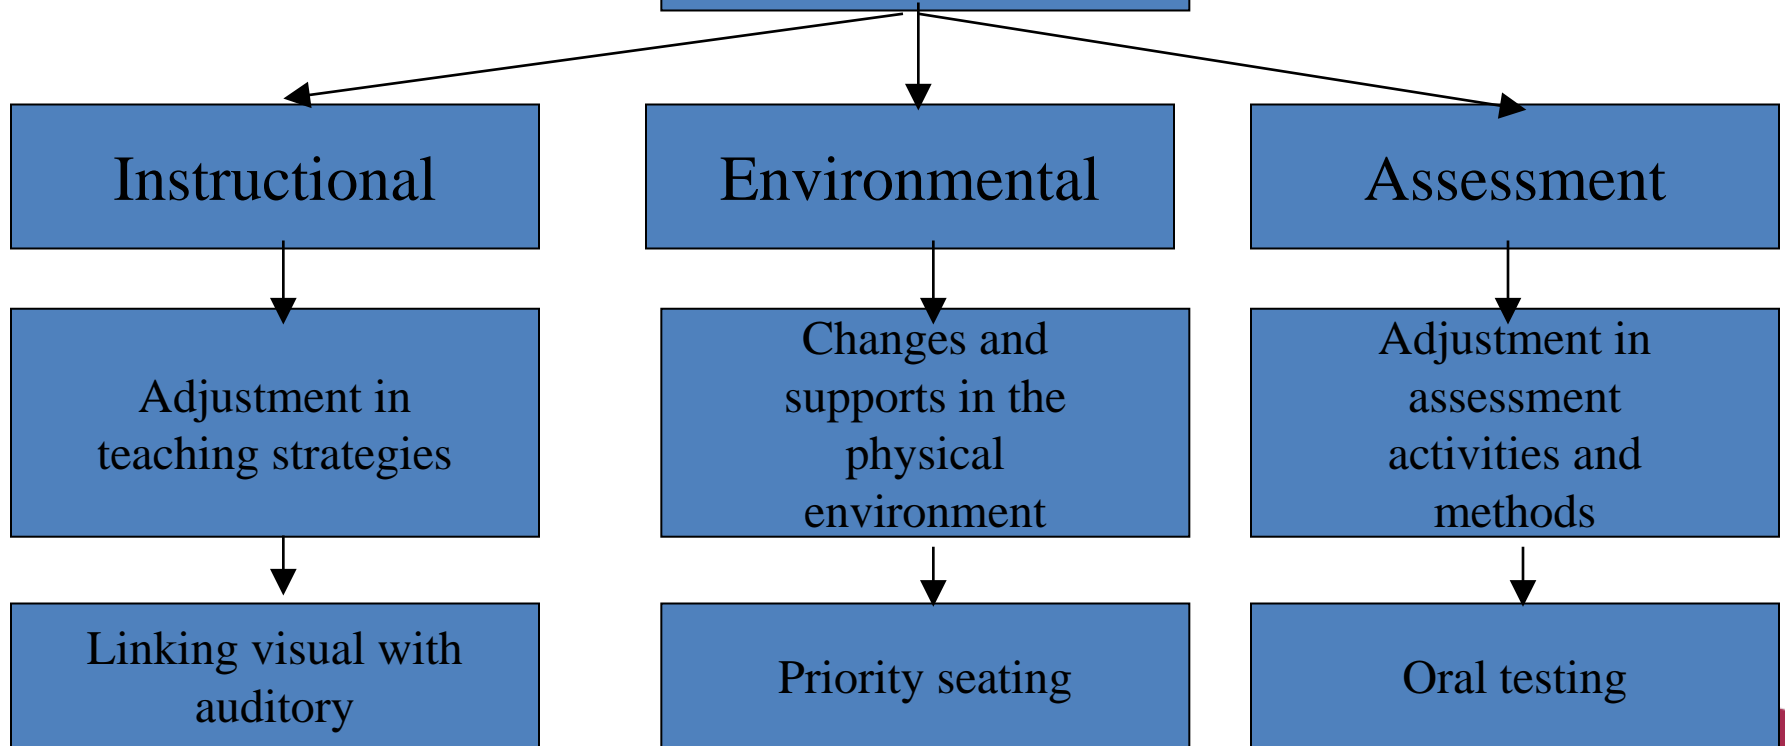 Instructional
Environmental
Assessment
Adjustment in
teaching strategies
Changes and
supports in the
physical
environment
Adjustment in
assessment
activities and
methods
Linking visual with
auditory
Priority seating
Oral testing